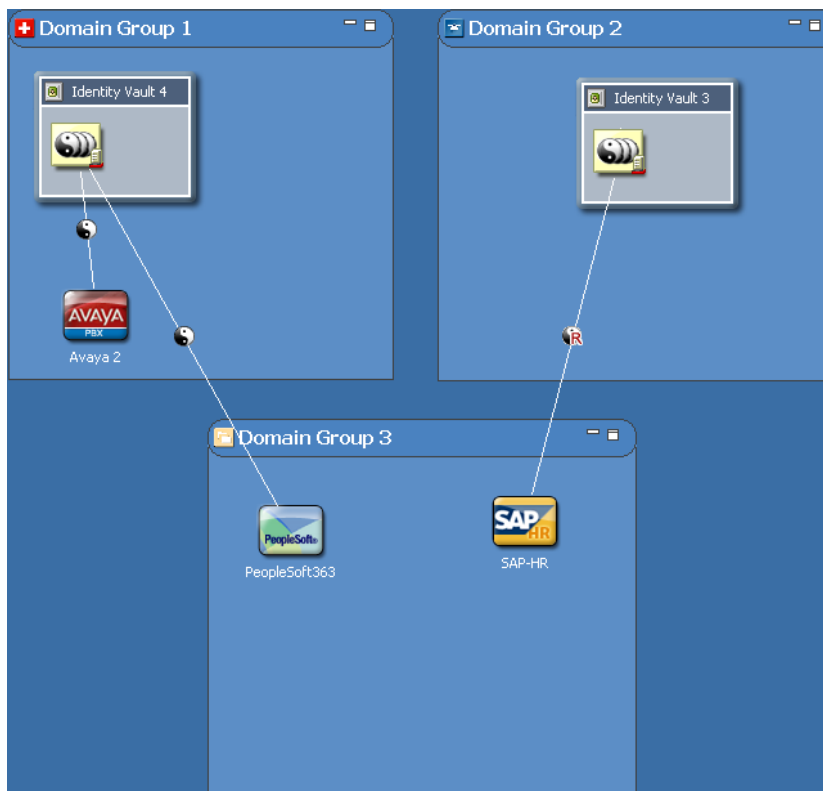 Domain Group 1
Domain Group 2
Identity Vault 4
Identity Vault 3
AVAYA
PBX
Avaya 2
R
Domain Group 3
PeopleSoft
PeopleSoft363
SAP
HR
SAP-HR